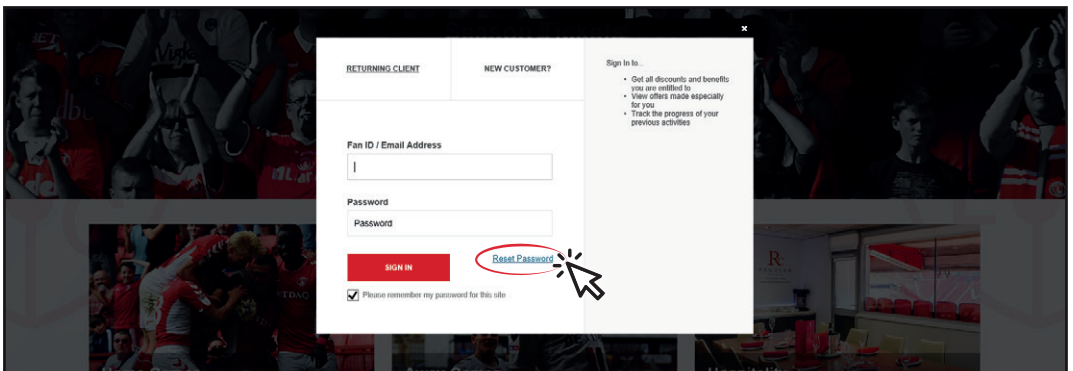 RETURNING CLIENT
NEW CUSTOMER?
Fan ID / Email Address
Password
Password
SIGN IN
Reset Password
Please remember my password for this site
Sign In to...
• Get all discounts and benefits
you are entitled to
• View offers made especially
for you
• Track the progress of your
previous activities
Hospitality